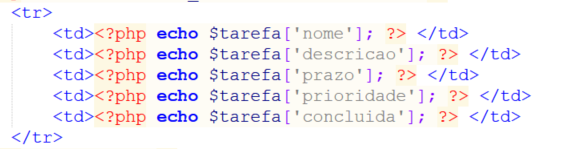 <tr>
<td><?php echo $tarefa['nome']; ?> </td>
<td><?php echo $tarefa['descricao']; ?> </td>
<td><?php echo $tarefa['prazo']; ?> </td>
<td><?php echo $tarefa['prioridade']; ?> </td>
<td><?php echo $tarefa['concluida']; ?> </td>
</tr>